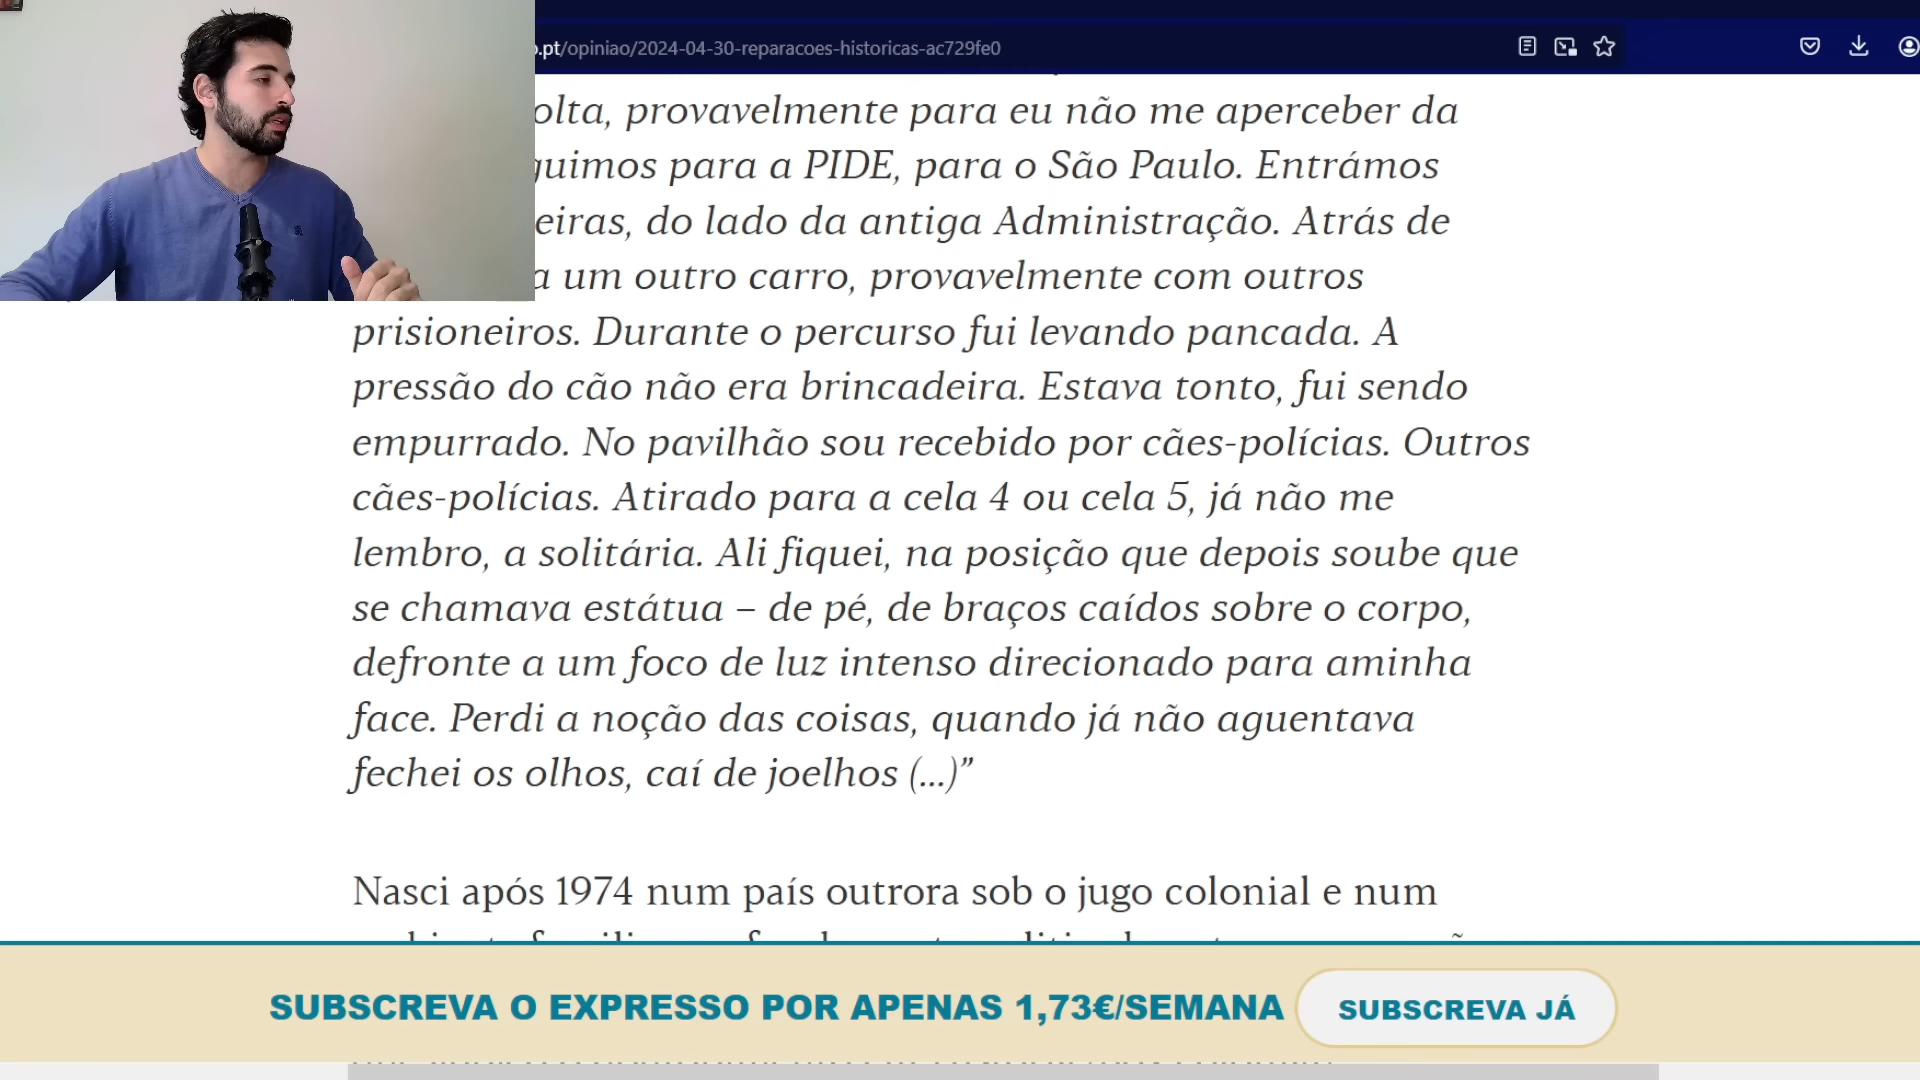 .pt/opiniao/2024-04-30-reparacoes-historicas-ac729fe0
olta, provavelmente para eu não me aperceber da
guimos para a PIDE, para o São Paulo. Entrámos
eiras, do lado da antiga Administração. Atrás de
a um outro carro, provavelmente com outros
prisioneiros. Durante o percurso fui levando pancada. A
pressão do cão não era brincadeira. Estava tonto, fui sendo
empurrado. No pavilhão sou recebido por cães-polícias. Outros
cães-polícias. Atirado para a cela 4 ou cela 5, já não me
lembro, a solitária. Ali fiquei, na posição que depois soube que
se chamava estátua – de pé, de braços caídos sobre o corpo,
defronte a um foco de luz intenso direcionado para aminha
face. Perdi a noção das coisas, quando já não aguentava
fechei os olhos, caí de joelhos (...)”
Nasci após 1974 num país outrora sob o jugo colonial e num
SUBSCREVA O EXPRESSO POR APENAS 1,73€/SEMANA
SUBSCREVA JÁ